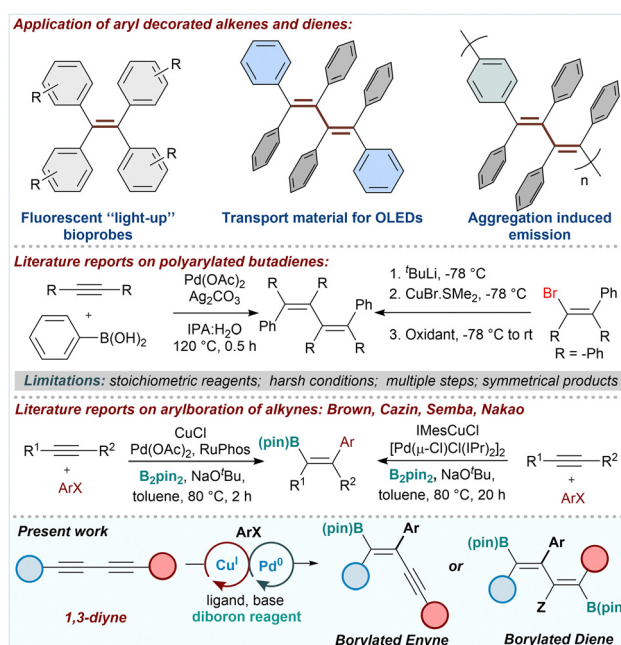 Application of aryl decorated alkenes and dienes:
R
R
R
R
n
Fluorescent "light-up"
bioprobes
Transport material for OLEDs
Aggregation induced
emission
Literature reports on polyarylated butadienes:
R
R
+
B(OH)₂
Pd(OAc)₂
Ag₂CO₃
IPA:H₂O
120 °C, 0.5 h
R
R
Ph
Ph
R
R
1. ᵗBuLi, -78 °C
2. CuBr.SMe₂, -78 °C
3. Oxidant, -78 °C to rt
Br
Ph
R
R
R = -Ph
Limitations: stoichiometric reagents; harsh conditions; multiple steps; symmetrical products
Literature reports on arylboration of alkynes: Brown, Cazin, Semba, Nakao
R¹
R²
+
ArX
CuCl
Pd(OAc)₂, RuPhos
B₂pin₂, NaOᵗBu,
toluene, 80 °C, 2 h
(pin)B
Ar
R¹
R²
IMesCuCl
[Pd(μ-Cl)Cl(IPr)₂]₂
B₂pin₂, NaOᵗBu,
toluene, 80 °C, 20 h
R¹
R²
+
ArX
Present work
1,3-diyne
ArX
Cuᴵ
Pd⁰
ligand, base
diboron reagent
(pin)B
Ar
Borylated Enyne
or
(pin)B
Ar
Z
B(pin
Borylated Diene